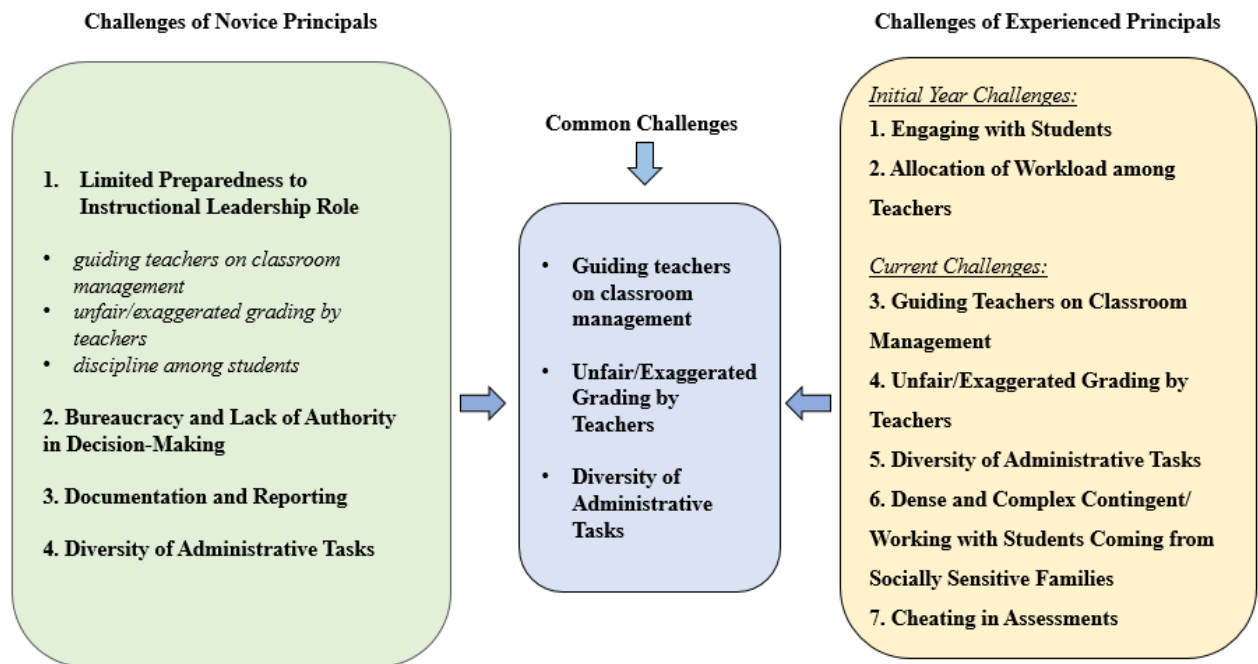 Challenges of Novice Principals
1. Limited Preparedness to
Instructional Leadership Role
• guiding teachers on classroom
management
• unfair/exaggerated grading by
teachers
• discipline among students
2. Bureaucracy and Lack of Authority
in Decision-Making
3. Documentation and Reporting
4. Diversity of Administrative Tasks
Common Challenges
• Guiding teachers
on classroom
management
• Unfair/Exaggerated
Grading by
Teachers
• Diversity of
Administrative
Tasks
Challenges of Experienced Principals
Initial Year Challenges:
1. Engaging with Students
2. Allocation of Workload among
Teachers
Current Challenges:
3. Guiding Teachers on Classroom
Management
4. Unfair/Exaggerated Grading by
Teachers
5. Diversity of Administrative Tasks
6. Dense and Complex Contingent/
Working with Students Coming from
Socially Sensitive Families
7. Cheating in Assessments